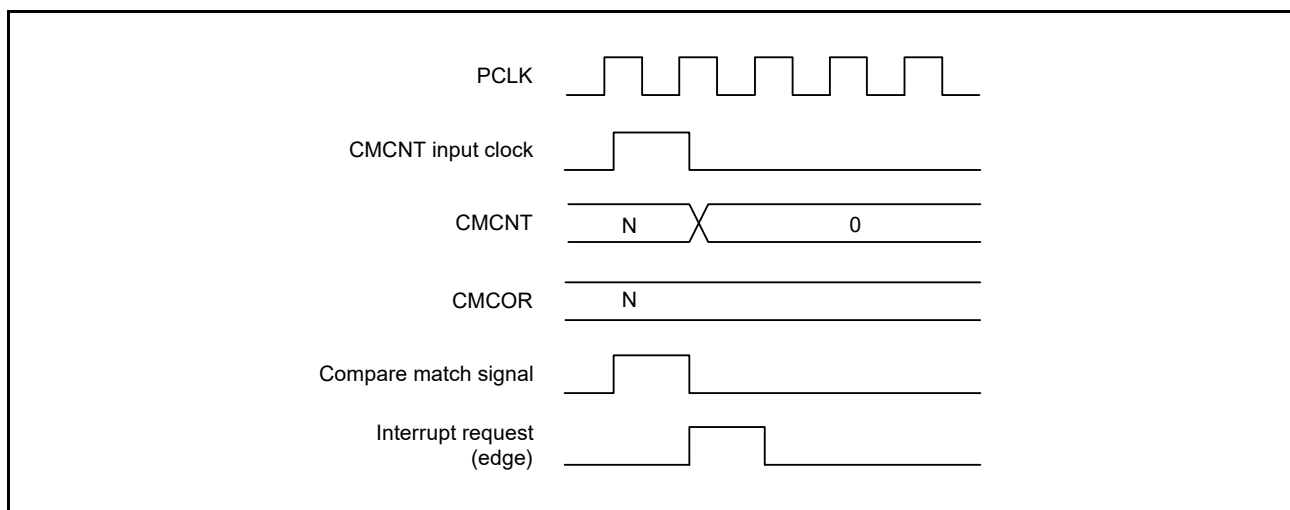 PCLK
CMCNT input clock
CMCNT
N
0
CMCOR
N
Compare match signal
Interrupt request
(edge)